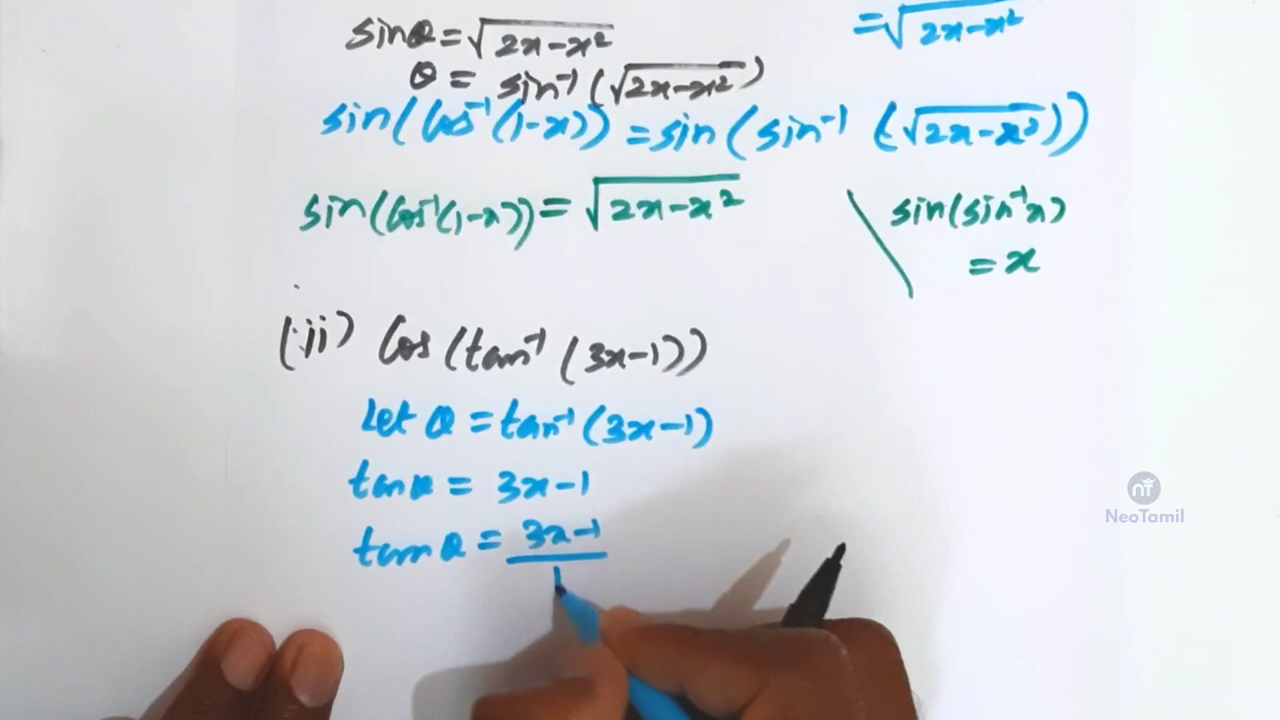 sinθ = √(2x-x²)
= √(2x-x²)
θ = sin⁻¹(√(2x-x²))
sin(cos⁻¹(1-x)) = sin(sin⁻¹(√(2x-x²)))
sin(cos⁻¹(1-x)) = √(2x-x²)
sin(sin⁻¹x)
= x
(ii) cos(tan⁻¹(3x-1))
Let θ = tan⁻¹(3x-1)
tanθ = 3x-1
tanθ = (3x-1)/1
NT
NeoTamil